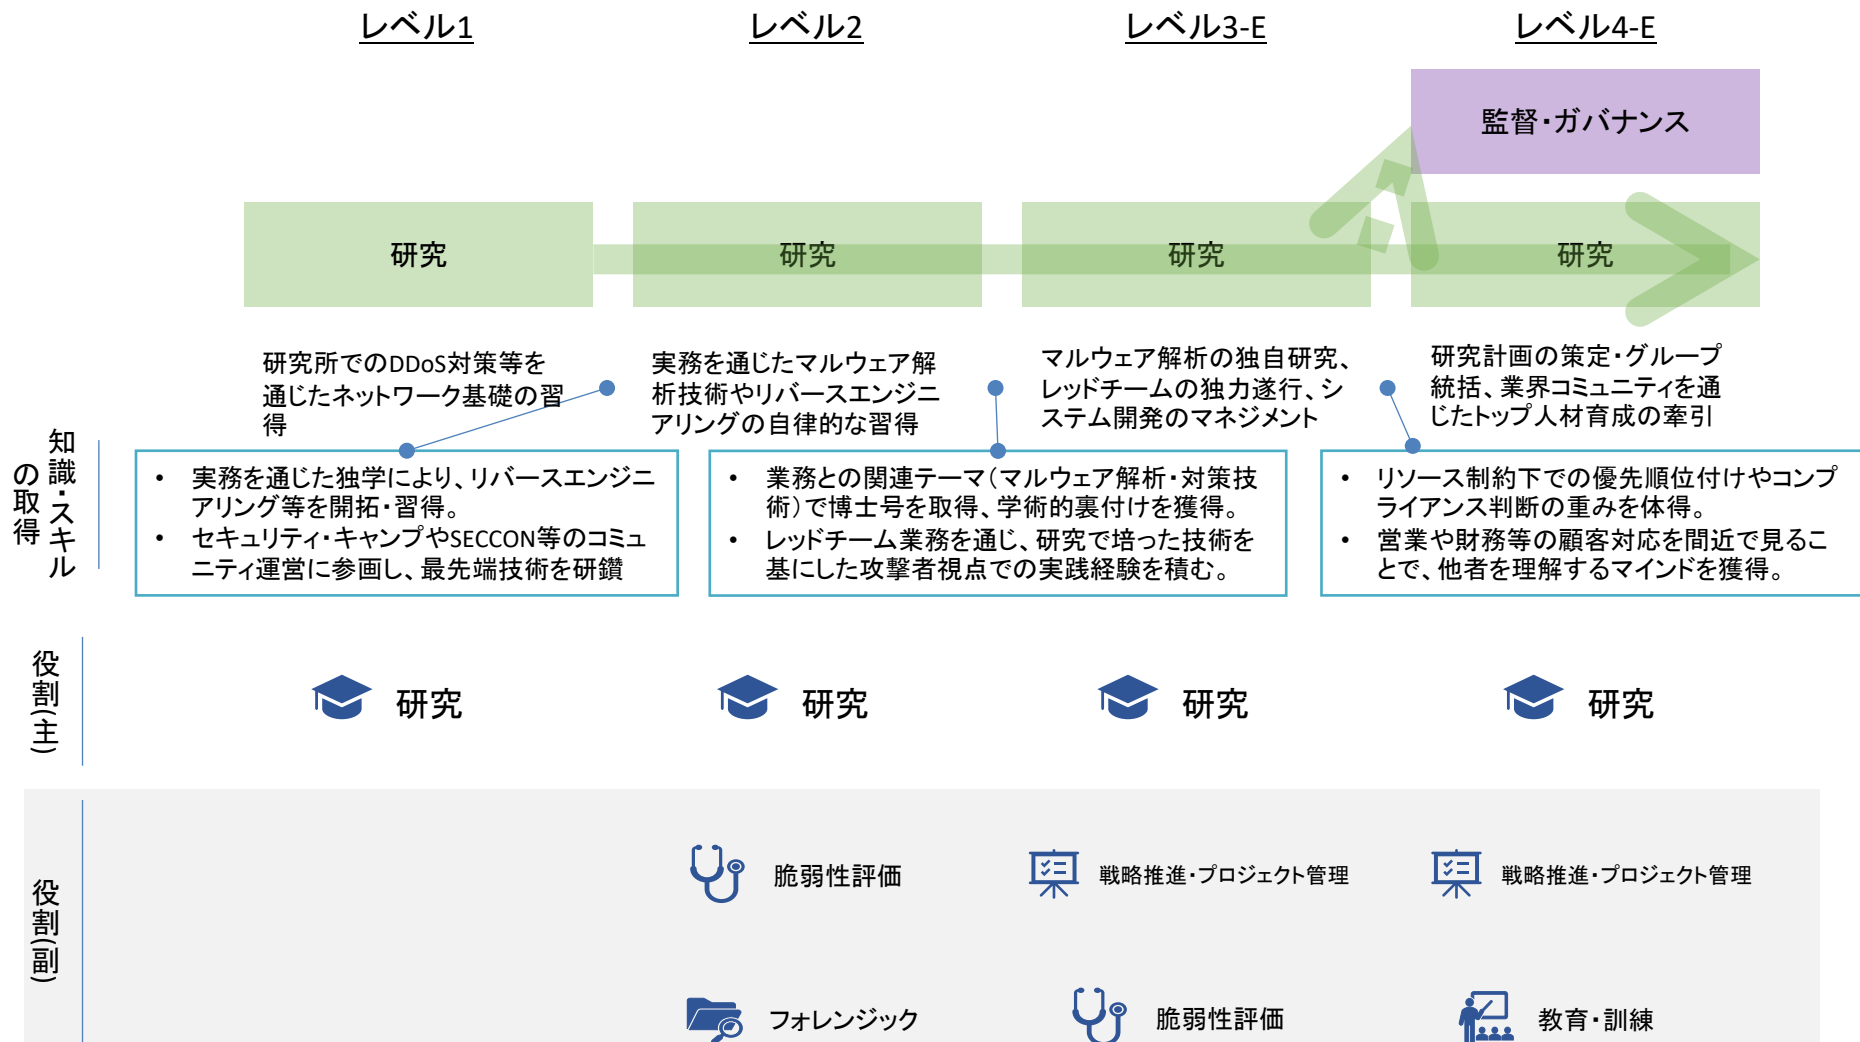 レベル1
レベル2
レベル3-E
レベル4-E
監督・ガバナンス
研究
研究
研究
研究
研究所でのDDoS対策等を
通じたネットワーク基礎の習
得
実務を通じたマルウェア解
析技術やリバースエンジニ
アリングの自律的な習得
マルウェア解析の独自研究、
レッドチームの独力遂行、シ
ステム開発のマネジメント
研究計画の策定・グループ
統括、業界コミュニティを通
じたトップ人材育成の牽引
知識・スキル
の取得
• 実務を通じた独学により、リバースエンジニ
アリング等を開拓・習得。
• セキュリティ・キャンプやSECCON等のコミュ
ニティ運営に参画し、最先端技術を研鑽
• 業務との関連テーマ（マルウェア解析・対策技
術）で博士号を取得、学術的裏付けを獲得。
• レッドチーム業務を通じ、研究で培った技術を
基にした攻撃者視点での実践経験を積む。
• リソース制約下での優先順位付けやコンプ
ライアンス判断の重みを体得。
• 営業や財務等の顧客対応を間近で見るこ
とで、他者を理解するマインドを獲得。
役割(主)
研究
研究
研究
研究
役割(副)
脆弱性評価
戦略推進・プロジェクト管理
戦略推進・プロジェクト管理
フォレンジック
脆弱性評価
教育・訓練